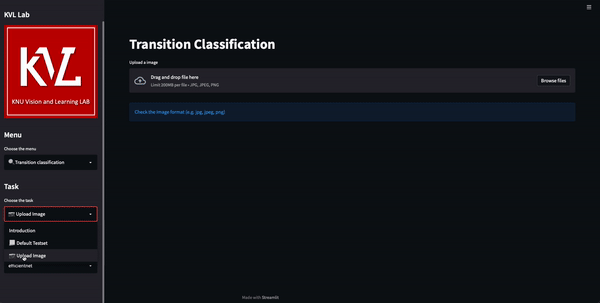 KVL Lab
KVL
KNU Vision and Learning LAB
Menu
Choose the menu
Transition classification
Task
Choose the task
Upload Image
Introduction
Default Testset
Upload Image
efficientnet
Transition Classification
Upload a image
Drag and drop file here
Limit 200MB per file • JPG, JPEG, PNG
Browse files
Check the image format (e.g. jpg, jpeg, png)
Made with Streamlit